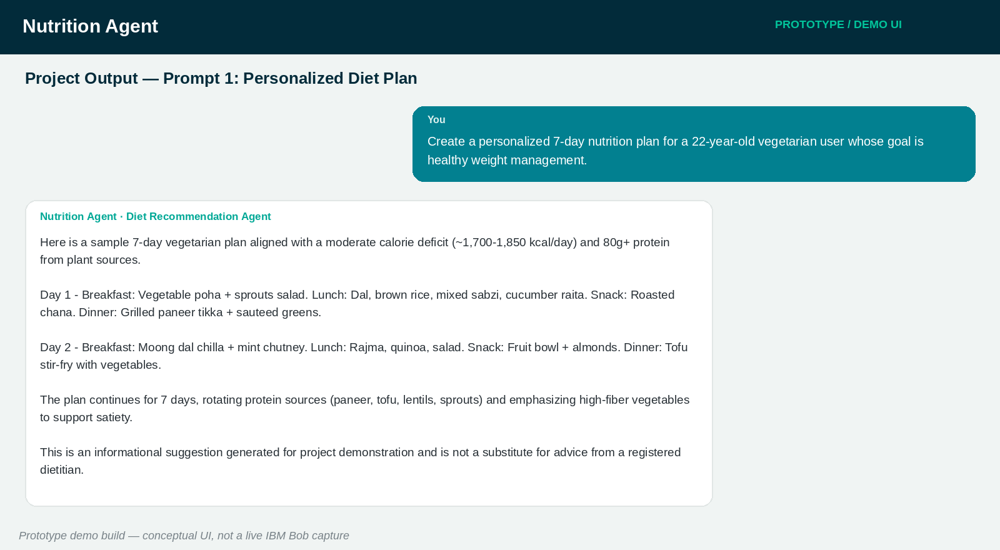 Nutrition Agent
PROTOTYPE / DEMO UI
Project Output — Prompt 1: Personalized Diet Plan
You
Create a personalized 7-day nutrition plan for a 22-year-old vegetarian user whose goal is
healthy weight management.
Nutrition Agent · Diet Recommendation Agent
Here is a sample 7-day vegetarian plan aligned with a moderate calorie deficit (~1,700-1,850 kcal/day) and 80g+ protein
from plant sources.
Day 1 - Breakfast: Vegetable poha + sprouts salad. Lunch: Dal, brown rice, mixed sabzi, cucumber raita. Snack: Roasted
chana. Dinner: Grilled paneer tikka + sauteed greens.
Day 2 - Breakfast: Moong dal chilla + mint chutney. Lunch: Rajma, quinoa, salad. Snack: Fruit bowl + almonds. Dinner: Tofu
stir-fry with vegetables.
The plan continues for 7 days, rotating protein sources (paneer, tofu, lentils, sprouts) and emphasizing high-fiber vegetables
to support satiety.
This is an informational suggestion generated for project demonstration and is not a substitute for advice from a registered
dietitian.
Prototype demo build — conceptual UI, not a live IBM Bob capture